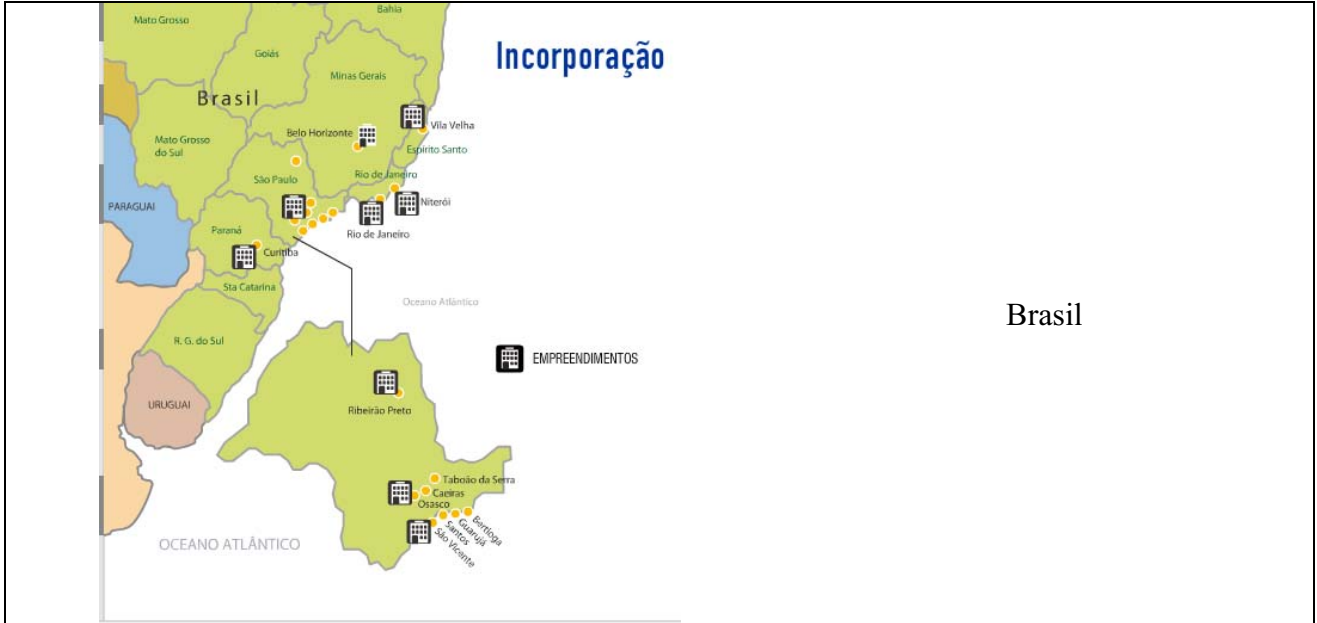 Bahia
Mato Grosso
Incorporação
Goiás
Minas Gerais
Brasil
Vila Velha
Belo Horizonte
Mato Grosso
do Sul
Espírito Santo
Rio de Janeiro
São Paulo
PARAGUAI
Niterói
Paraná
Rio de Janeiro
Curitiba
Sta Catarina
Oceano Atlântico
Brasil
R. G. do Sul
EMPREENDIMENTOS
URUGUAI
Ribeirão Preto
Taboão da Serra
Caeiras
Osasco
Bertioga
Guarujá
Santos
São Vicente
OCEANO ATLÂNTICO